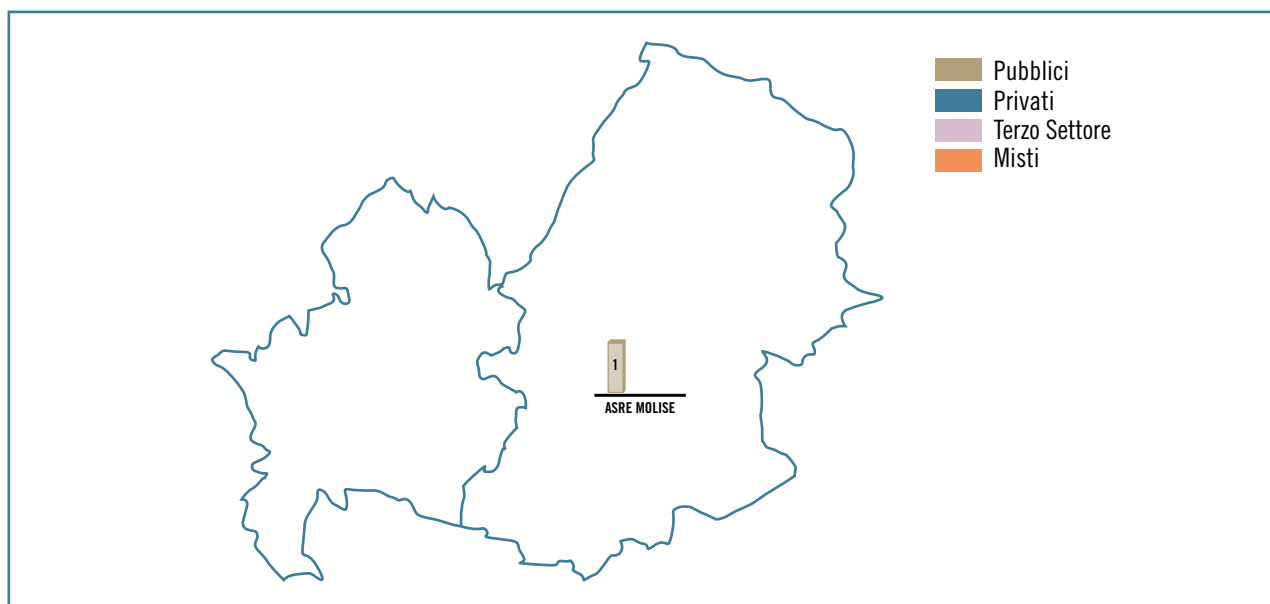 Pubblici
Privati
Terzo Settore
Misti
1
ASRE MOLISE